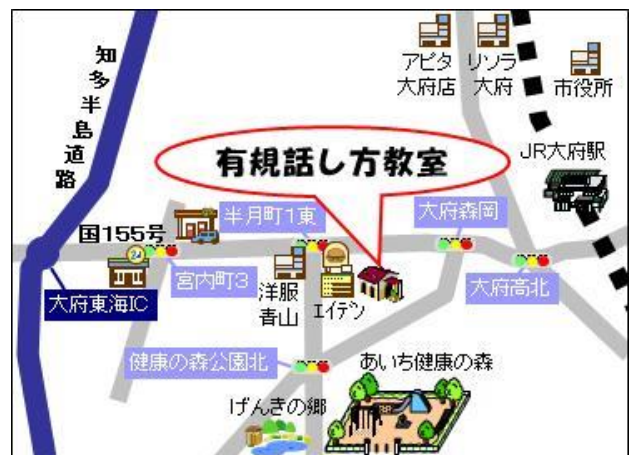 知多半島道路
アピタ
大府店
リソラ
大府
市役所
有規話し方教室
JR大府駅
半月町1東
大府森岡
国155号
24
宮内町3
大府東海IC
洋服
青山
エイデン
大府高北
健康の森公園北
あいち健康の森
げんきの郷